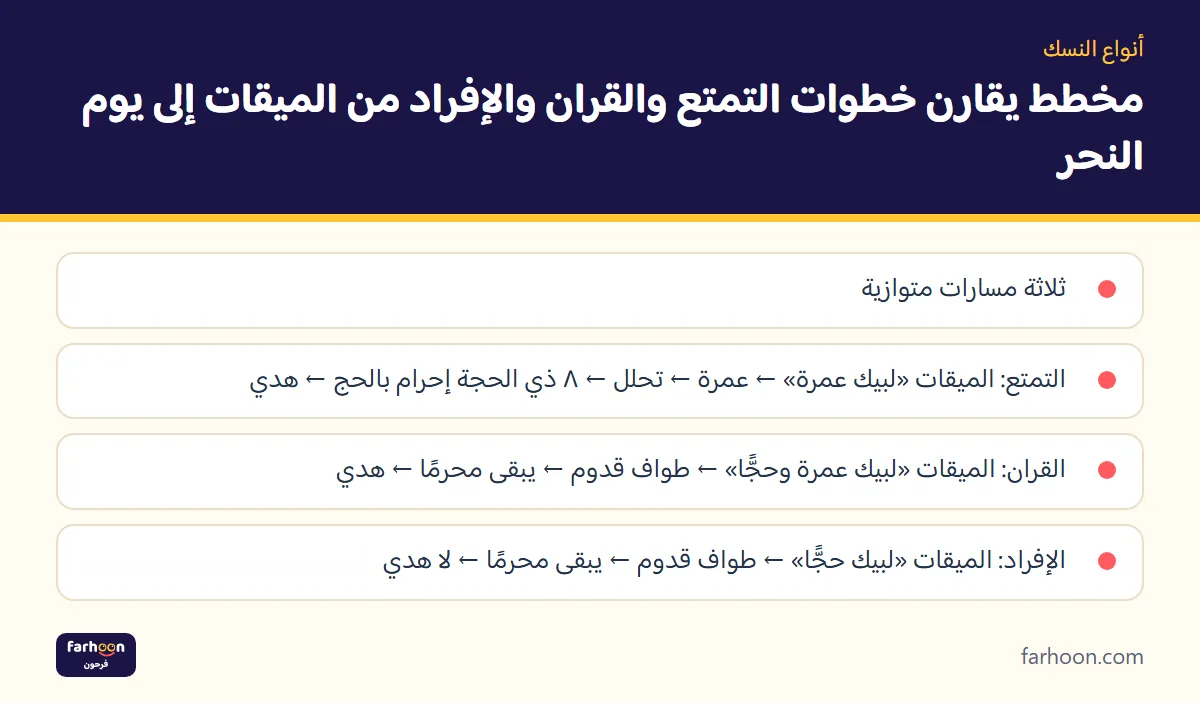 أنواع النسك
مخطط يقارن خطوات التمتع والقران والإفراد من الميقات إلى يوم
النحر
ثلاثة مسارات متوازية
التمتع: الميقات «لبيك عمرة» ← عمرة ← تحلل ← ٨ ذي الحجة إحرام بالحج ← هدي
القران: الميقات «لبيك عمرة وحجًّا» ← طواف قدوم ← يبقى محرمًا ← هدي
الإفراد: الميقات «لبيك حجًّا» ← طواف قدوم ← يبقى محرمًا ← لا هدي
farhoon
فرحون
farhoon.com